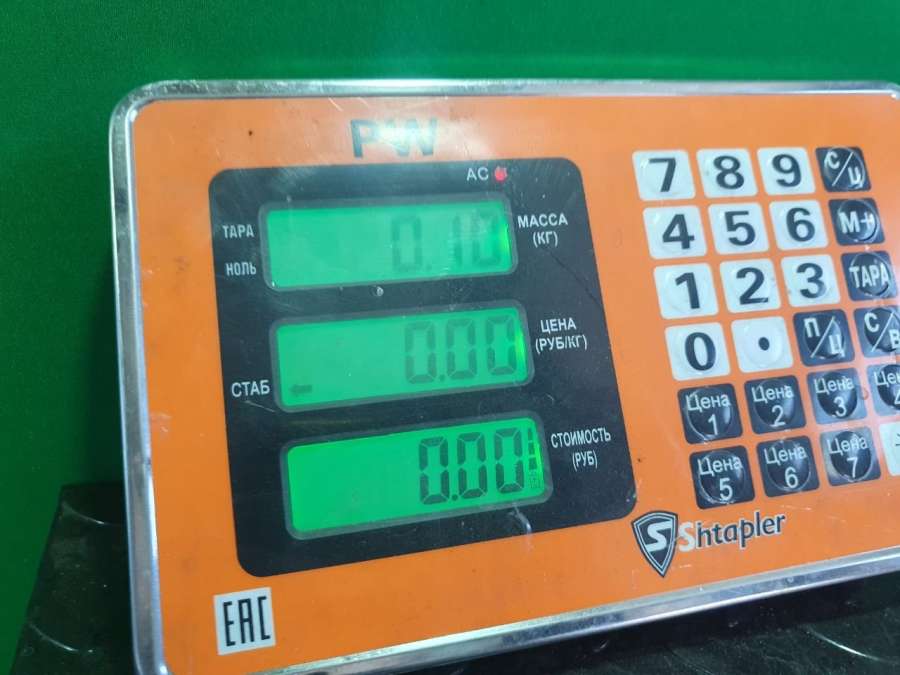 PW
AC
ТАРА
НОЛЬ
0.10
МАССА
(КГ)
0.00
ЦЕНА
(РУБ/КГ)
СТАБ
0.00
СТОИМОСТЬ
(РУБ)
7 8 9 С/Ц
4 5 6 М+
1 2 3 ТАРА
0 . П/Ц С/В
Цена 1 Цена 2 Цена 3
Цена 5 Цена 6 Цена 7
S Shtapler
EAC